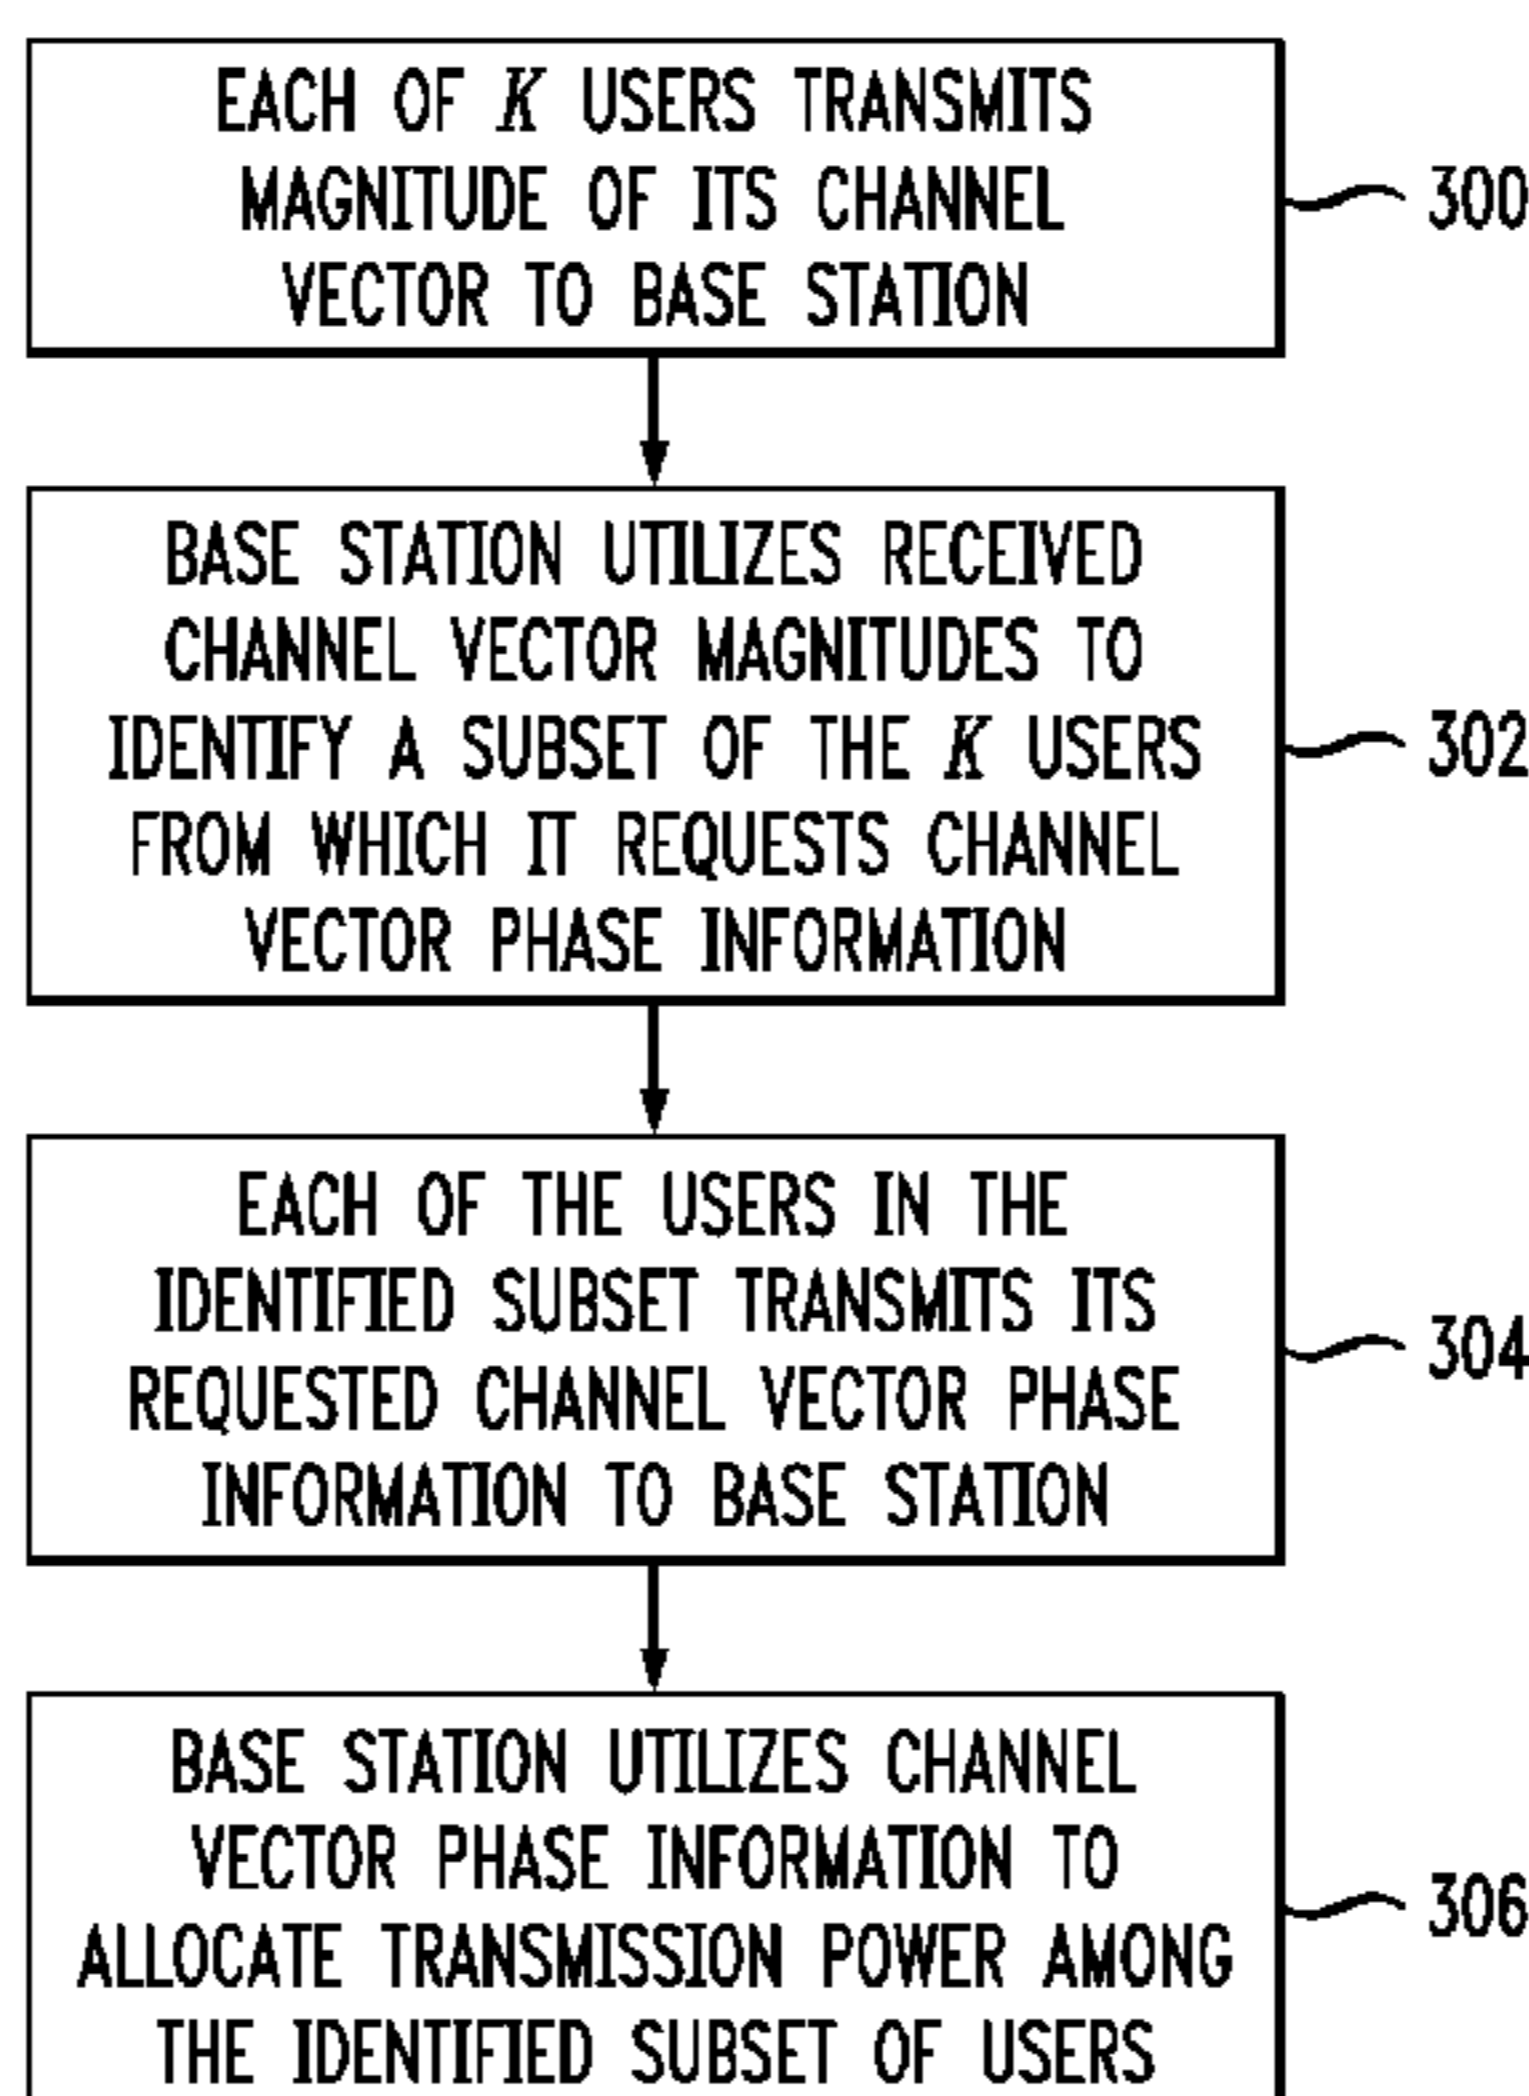 EACH OF K USERS TRANSMITS
MAGNITUDE OF ITS CHANNEL
VECTOR TO BASE STATION
300
BASE STATION UTILIZES RECEIVED
CHANNEL VECTOR MAGNITUDES TO
IDENTIFY A SUBSET OF THE K USERS
FROM WHICH IT REQUESTS CHANNEL
VECTOR PHASE INFORMATION
302
EACH OF THE USERS IN THE
IDENTIFIED SUBSET TRANSMITS ITS
REQUESTED CHANNEL VECTOR PHASE
INFORMATION TO BASE STATION
304
BASE STATION UTILIZES CHANNEL
VECTOR PHASE INFORMATION TO
ALLOCATE TRANSMISSION POWER AMONG
THE IDENTIFIED SUBSET OF USERS
306